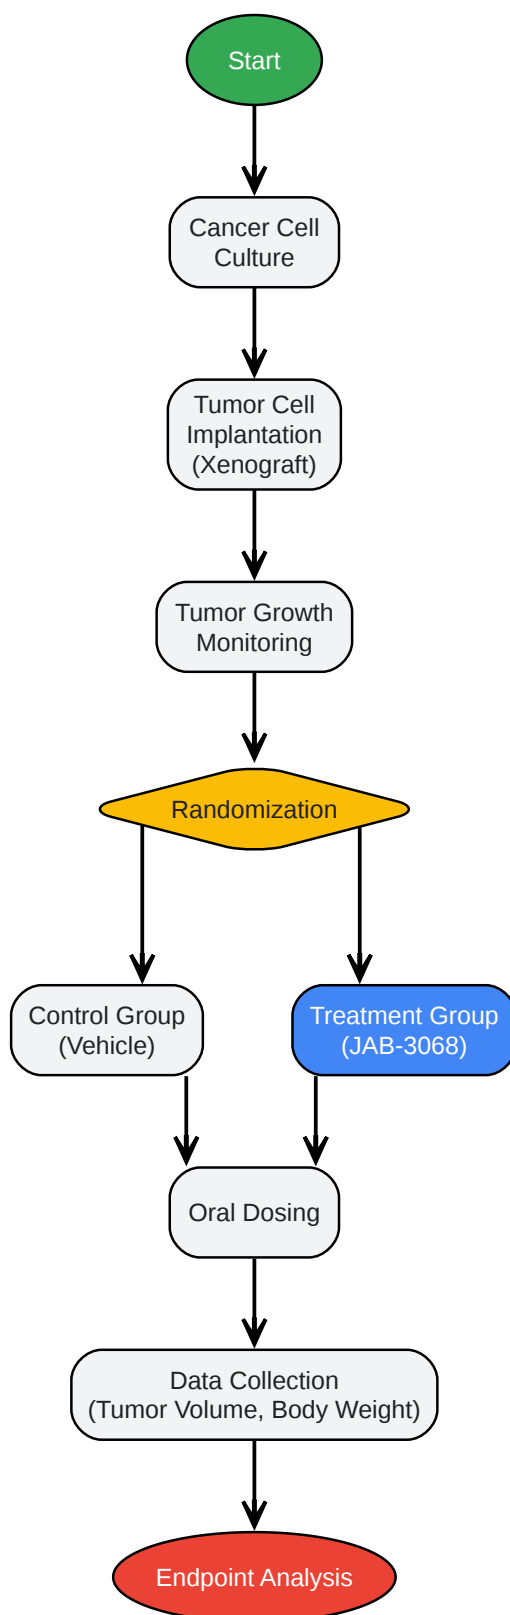 Start
Cancer Cell
Culture
Tumor Cell
Implantation
(Xenograft)
Tumor Growth
Monitoring
Randomization
Control Group
(Vehicle)
Treatment Group
(JAB-3068)
Oral Dosing
Data Collection
(Tumor Volume, Body Weight)
Endpoint Analysis